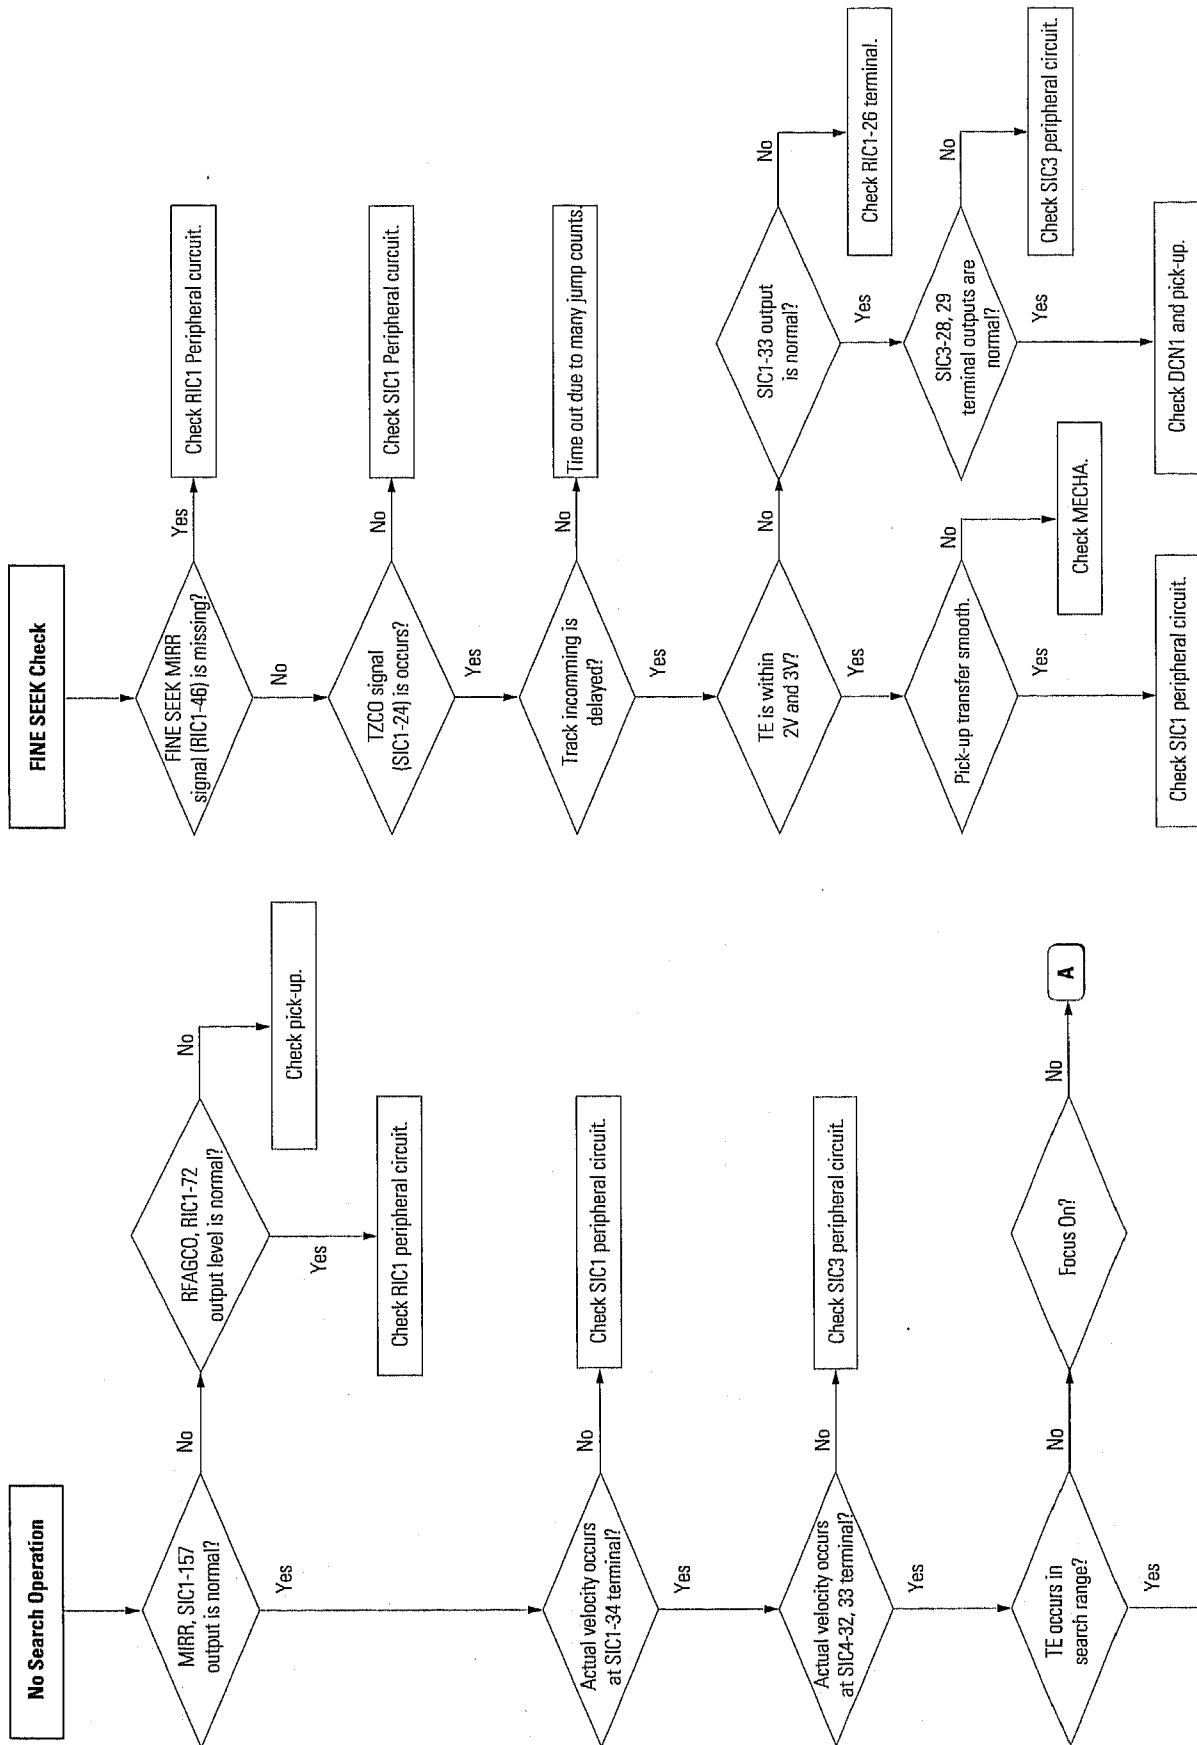 No Search Operation
MIRR, SIC1-157
output is normal?
No
RFAGCO, RIC1-72
output level is normal?
No
Check pick-up.
Yes
Check RIC1 peripheral circuit.
Yes
Actual velocity occurs
at SIC1-34 terminal?
No
Check SIC1 peripheral circuit.
Yes
Actual velocity occurs
at SIC4-32, 33 terminal?
No
Check SIC3 peripheral circuit.
Yes
TE occurs in
search range?
No
Focus On?
No
A
Yes
FINE SEEK Check
FINE SEEK MIRR
signal (RIC1-46) is missing?
Yes
Check RIC1 Peripheral curcuit.
No
TZCO signal
(SIC1-24) is occurs?
No
Check SIC1 Peripheral curcuit.
Yes
Track incomming is
delayed?
No
Time out due to many jump counts.
Yes
TE is within
2V and 3V?
No
SIC1-33 output
is normal?
No
Check RIC1-26 terminal.
Yes
SIC3-28, 29
terminal outputs are
normal?
No
Check SIC3 peripheral circuit.
Yes
Check DCN1 and pick-up.
Yes
Pick-up transfer smooth.
No
Check MECHA.
Yes
Check SIC1 peripheral circuit.